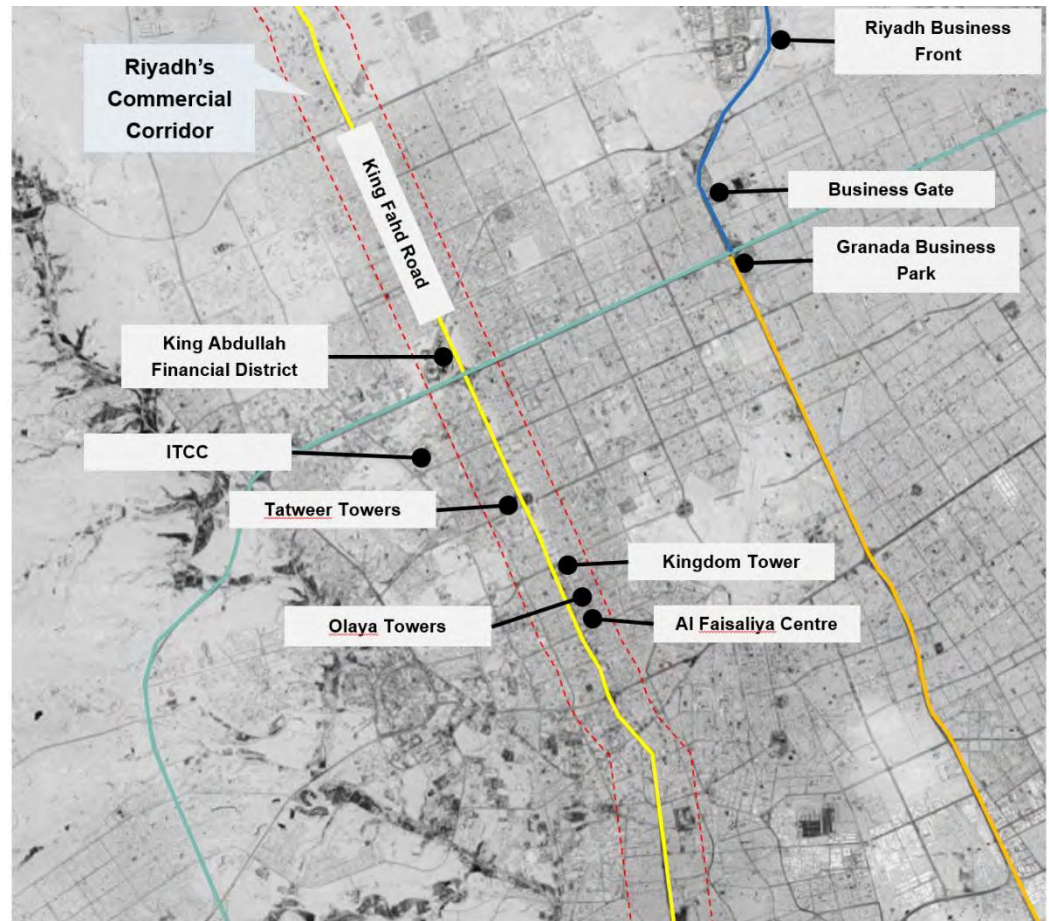 Riyadh Business
Front
Riyadh's
Commercial
Corridor
King Fahd Road
Business Gate
Granada Business
Park
King Abdullah
Financial District
ITCC
Tatweer Towers
Kingdom Tower
Olaya Towers
Al Faisaliya Centre